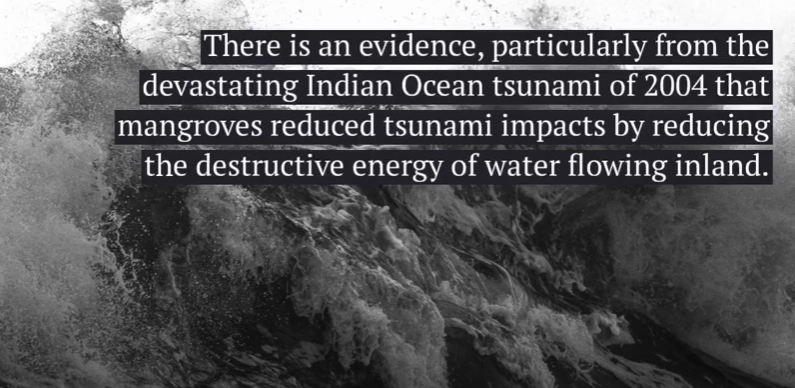 There is an evidence, particularly from the
devastating Indian Ocean tsunami of 2004 that
mangroves reduced tsunami impacts by reducing
the destructive energy of water flowing inland.